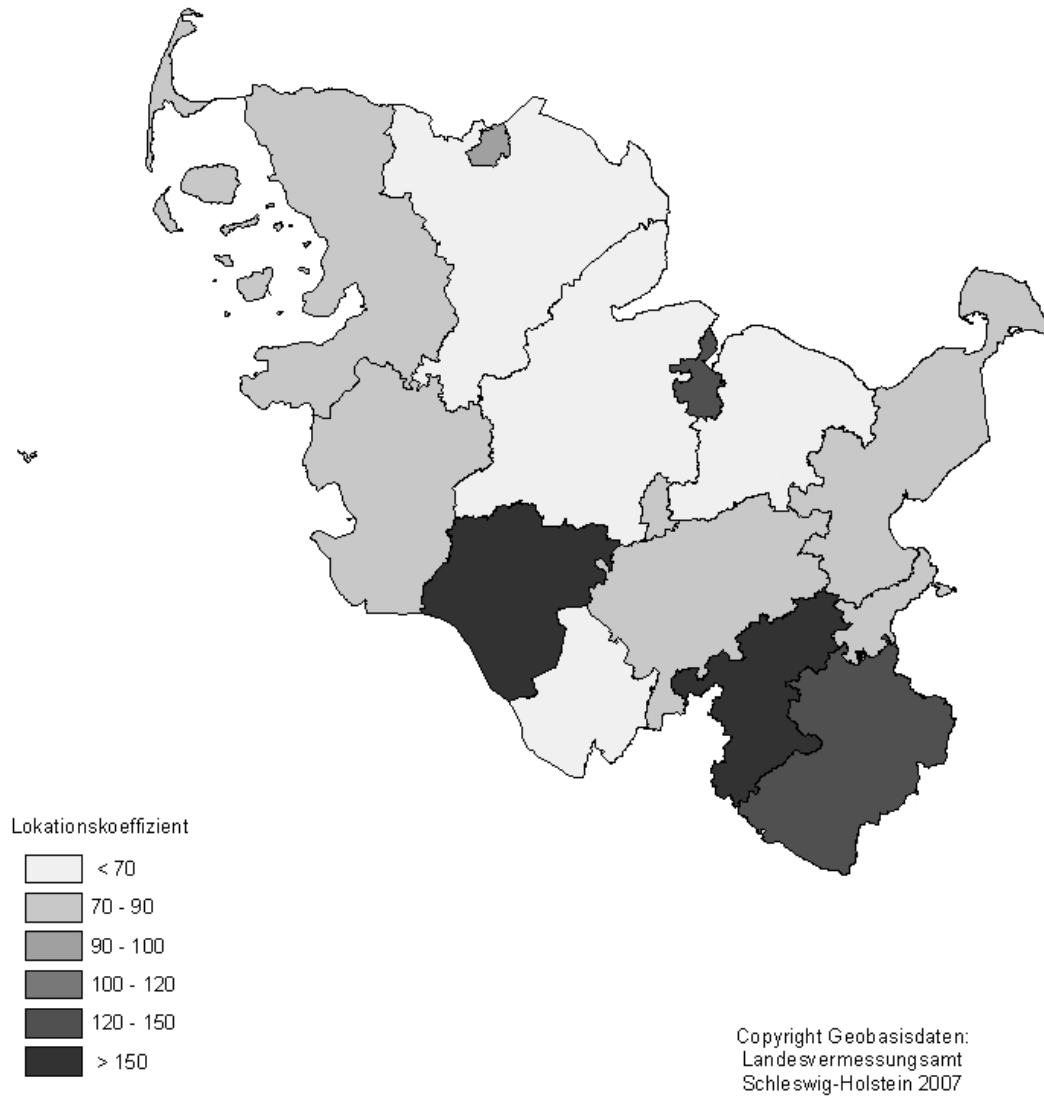 Lokationskoeffizient
< 70
70 - 90
90 - 100
100 - 120
120 - 150
> 150
Copyright Geobasisdaten:
Landesvermessungsamt
Schleswig-Holstein 2007